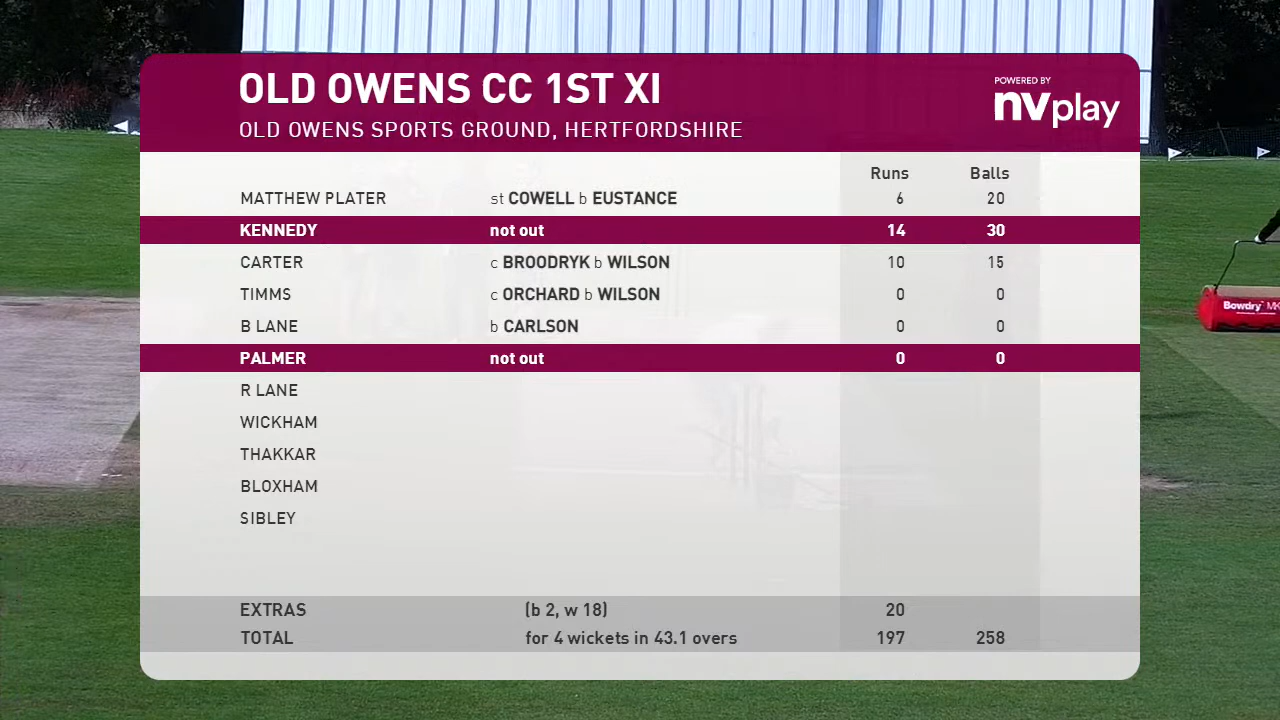 OLD OWENS CC 1ST XI
OLD OWENS SPORTS GROUND, HERTFORDSHIRE
POWERED BY
nvplay
Runs Balls
MATTHEW PLATER st COWELL b EUSTANCE 6 20
KENNEDY not out 14 30
CARTER c BROODRYK b WILSON 10 15
TIMMS c ORCHARD b WILSON 0 0
B LANE b CARLSON 0 0
PALMER not out 0 0
R LANE
WICKHAM
THAKKAR
BLOXHAM
SIBLEY
EXTRAS (b 2, w 18) 20
TOTAL for 4 wickets in 43.1 overs 197 258
Bowdry MK